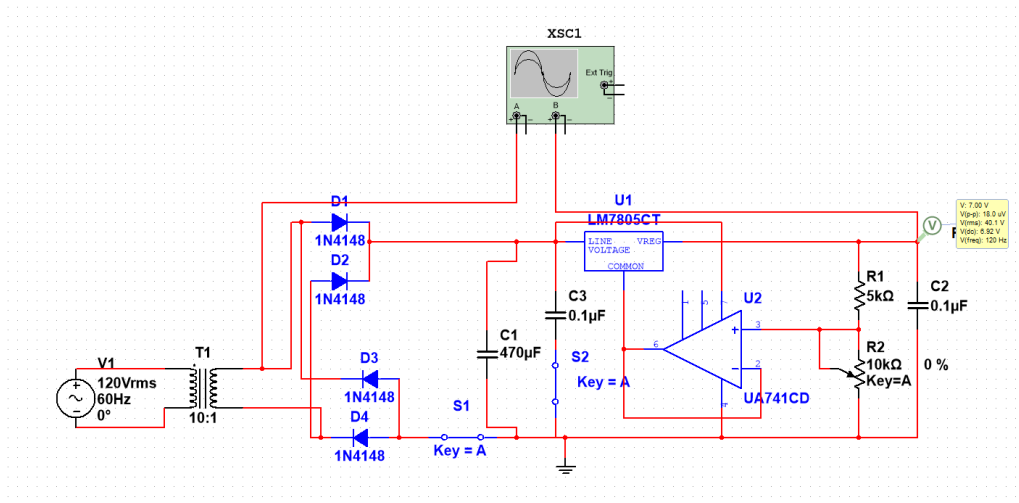 XSC1
Ext Trig
+
–
A
B
+
–
+
–
V: 7.00 V
V(p-p): 18.0 uV
V(rms): 40.1 V
V(dc): 6.92 V
V(freq): 120 Hz
V
D1
1N4148
D2
1N4148
U1
LM7805CT
LINE
VREG
VOLTAGE
COMMON
R1
5kΩ
C2
0.1µF
C3
0.1µF
U2
1
5
7
3
6
2
4
+
–
UA741CD
R2
10kΩ
Key=A
0 %
C1
470µF
S2
Key = A
T1
10:1
V1
120Vrms
60Hz
0°
D3
1N4148
D4
1N4148
S1
Key = A